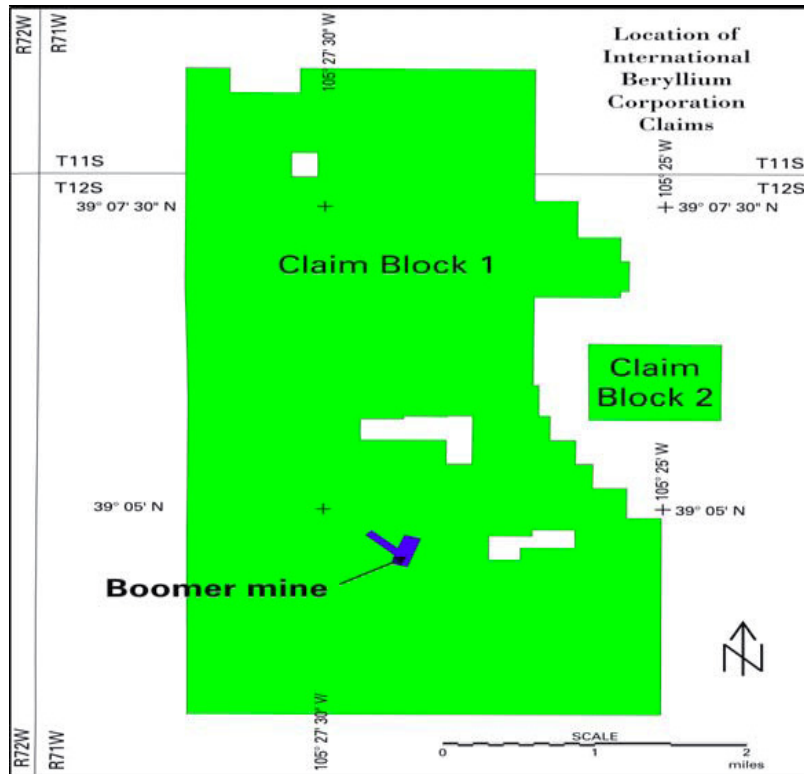 R72W
R71W
105° 27' 30" W
Location of
International
Beryllium
Corporation
Claims
T11S
T12S
105° 25' W
T11S
T12S
39° 07' 30" N
39° 07' 30" N
Claim Block 1
Claim
Block 2
105° 25' W
39° 05' N
39° 05' N
Boomer mine
N
R72W
R71W
105° 27' 30" W
SCALE
0 1 2
miles